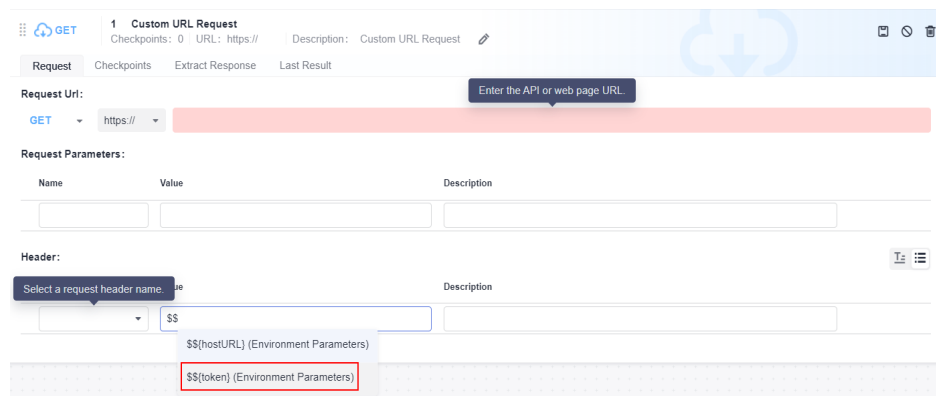 GET
1 Custom URL Request
Checkpoints: 0 URL: https:// Description: Custom URL Request
Request Checkpoints Extract Response Last Result
Enter the API or web page URL.
Request Url:
GET https://
Request Parameters:
Name Value Description
Header:
Select a request header name. ue Description
$$
$${hostURL} (Environment Parameters)
$${token} (Environment Parameters)